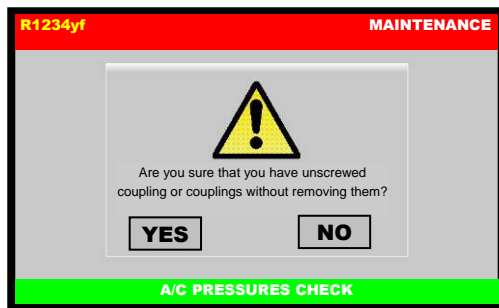 R1234yf MAINTENANCE
Are you sure that you have unscrewed
coupling or couplings without removing them?
YES NO
A/C PRESSURES CHECK